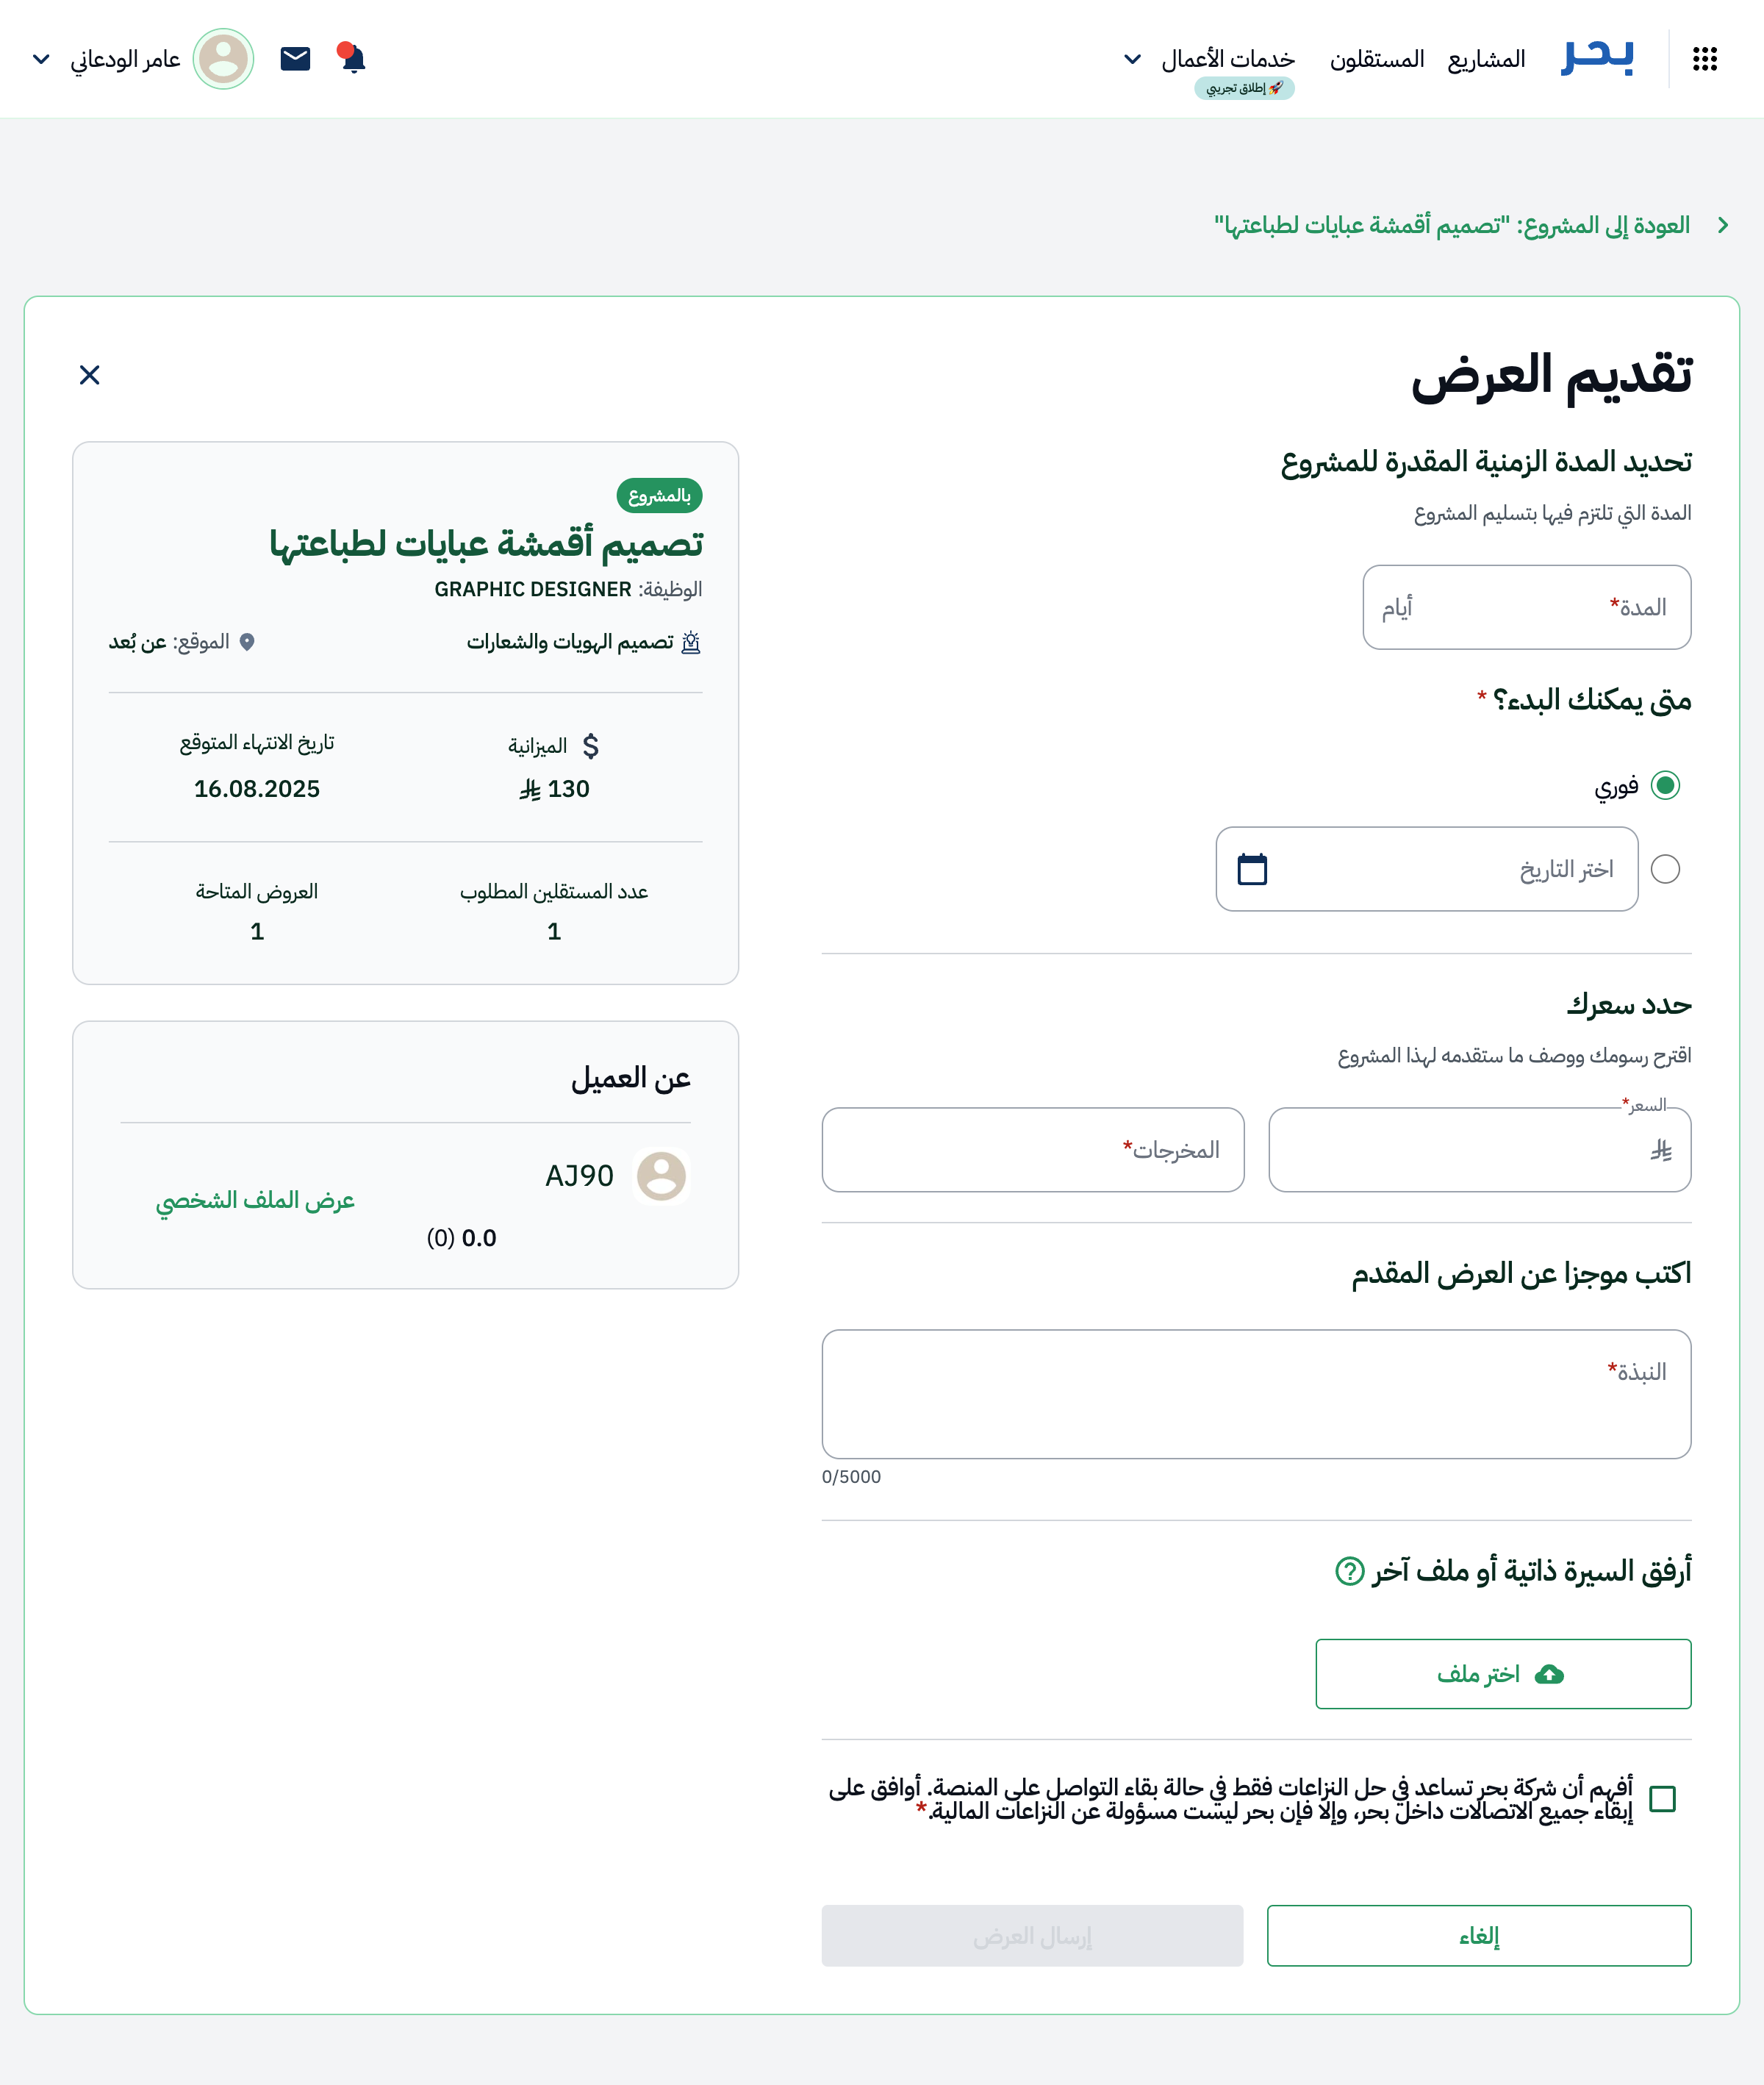 بحر
المشاريع
المستقلون
خدمات الأعمال
🚀 إطلاق تجريبي
عامر الودعاني
العودة إلى المشروع: "تصميم أقمشة عبايات لطباعتها"
تقديم العرض
تحديد المدة الزمنية المقدرة للمشروع
المدة التي تلتزم فيها بتسليم المشروع
المدة*
أيام
متى يمكنك البدء؟ *
فوري
اختر التاريخ
حدد سعرك
اقترح رسومك ووصف ما ستقدمه لهذا المشروع
السعر*
المخرجات*
اكتب موجزا عن العرض المقدم
النبذة*
0/5000
أرفق السيرة ذاتية أو ملف آخر
اختر ملف
أفهم أن شركة بحر تساعد في حل النزاعات فقط في حالة بقاء التواصل على المنصة. أوافق على
إبقاء جميع الاتصالات داخل بحر، وإلا فإن بحر ليست مسؤولة عن النزاعات المالية.*
إلغاء
إرسال العرض
بالمشروع
تصميم أقمشة عبايات لطباعتها
الوظيفة: GRAPHIC DESIGNER
تصميم الهويات والشعارات
الموقع: عن بُعد
الميزانية
130
تاريخ الانتهاء المتوقع
16.08.2025
عدد المستقلين المطلوب
1
العروض المتاحة
1
عن العميل
AJ90
عرض الملف الشخصي
0.0 (0)